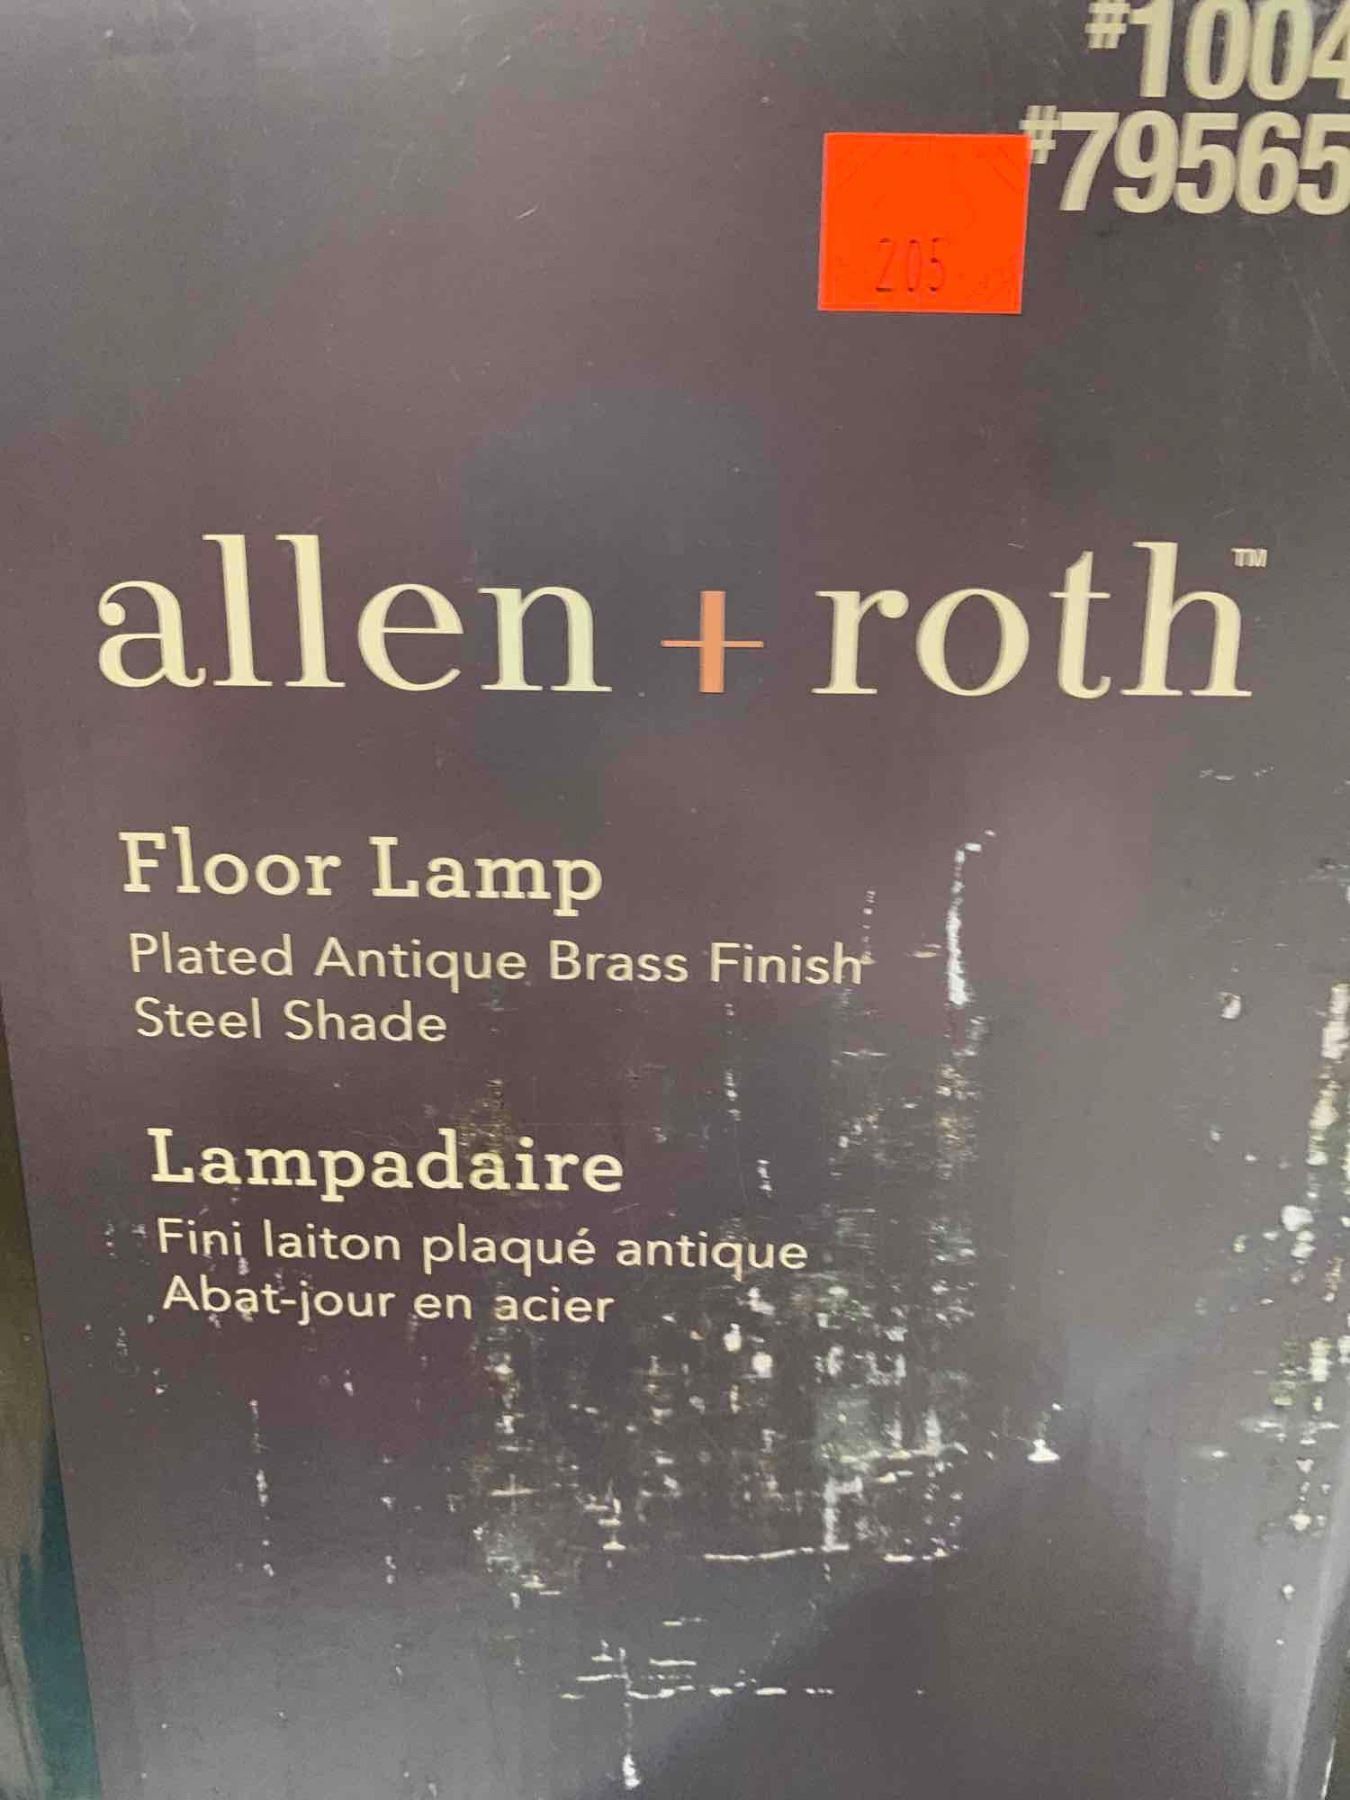 #1004
#79565
205
allen + roth™
Floor Lamp
Plated Antique Brass Finish
Steel Shade
Lampadaire
Fini laiton plaqué antique
Abat-jour en acier